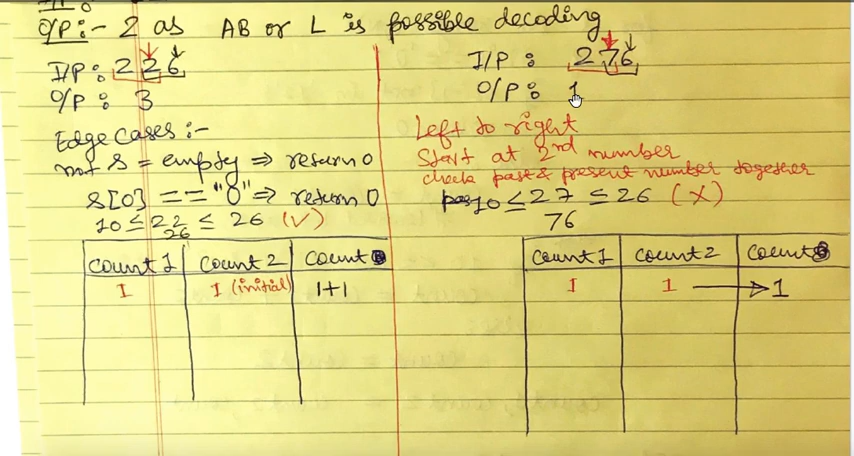 O/P:- 2 as AB or L is possible decoding
I/P: 226
O/P: 3
Edge Cases :-
not s = empty => return 0
s[0] == "0" => return 0
10 ≤ 22 ≤ 26 (✓)
26
count 1 count 2 count
1 1 (initial) 1+1
I/P: 276
O/P: 1
Left to right
Start at 2nd number
check past & present number together
10 ≤ 27 ≤ 26 (X)
76
count 1 count 2 count
1 1 → 1